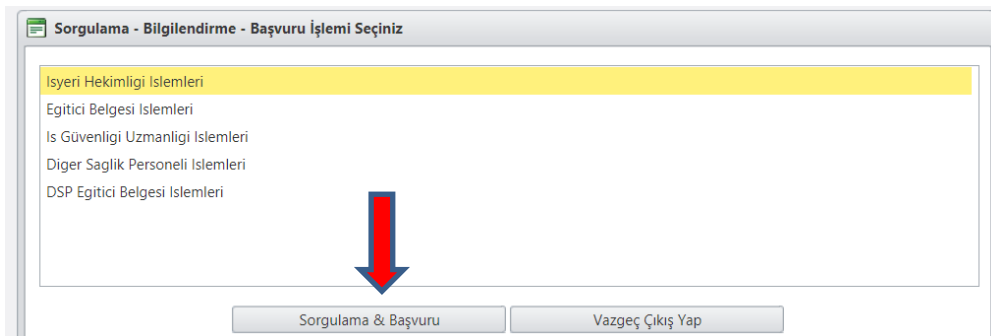 Sorgulama - Bilgilendirme - Başvuru İşlemi Seçiniz
Isyeri Hekimligi Islemleri
Egitici Belgesi Islemleri
Is Güvenligi Uzmanligi Islemleri
Diger Saglik Personeli Islemleri
DSP Egitici Belgesi Islemleri
Sorgulama & Başvuru
Vazgeç Çıkış Yap